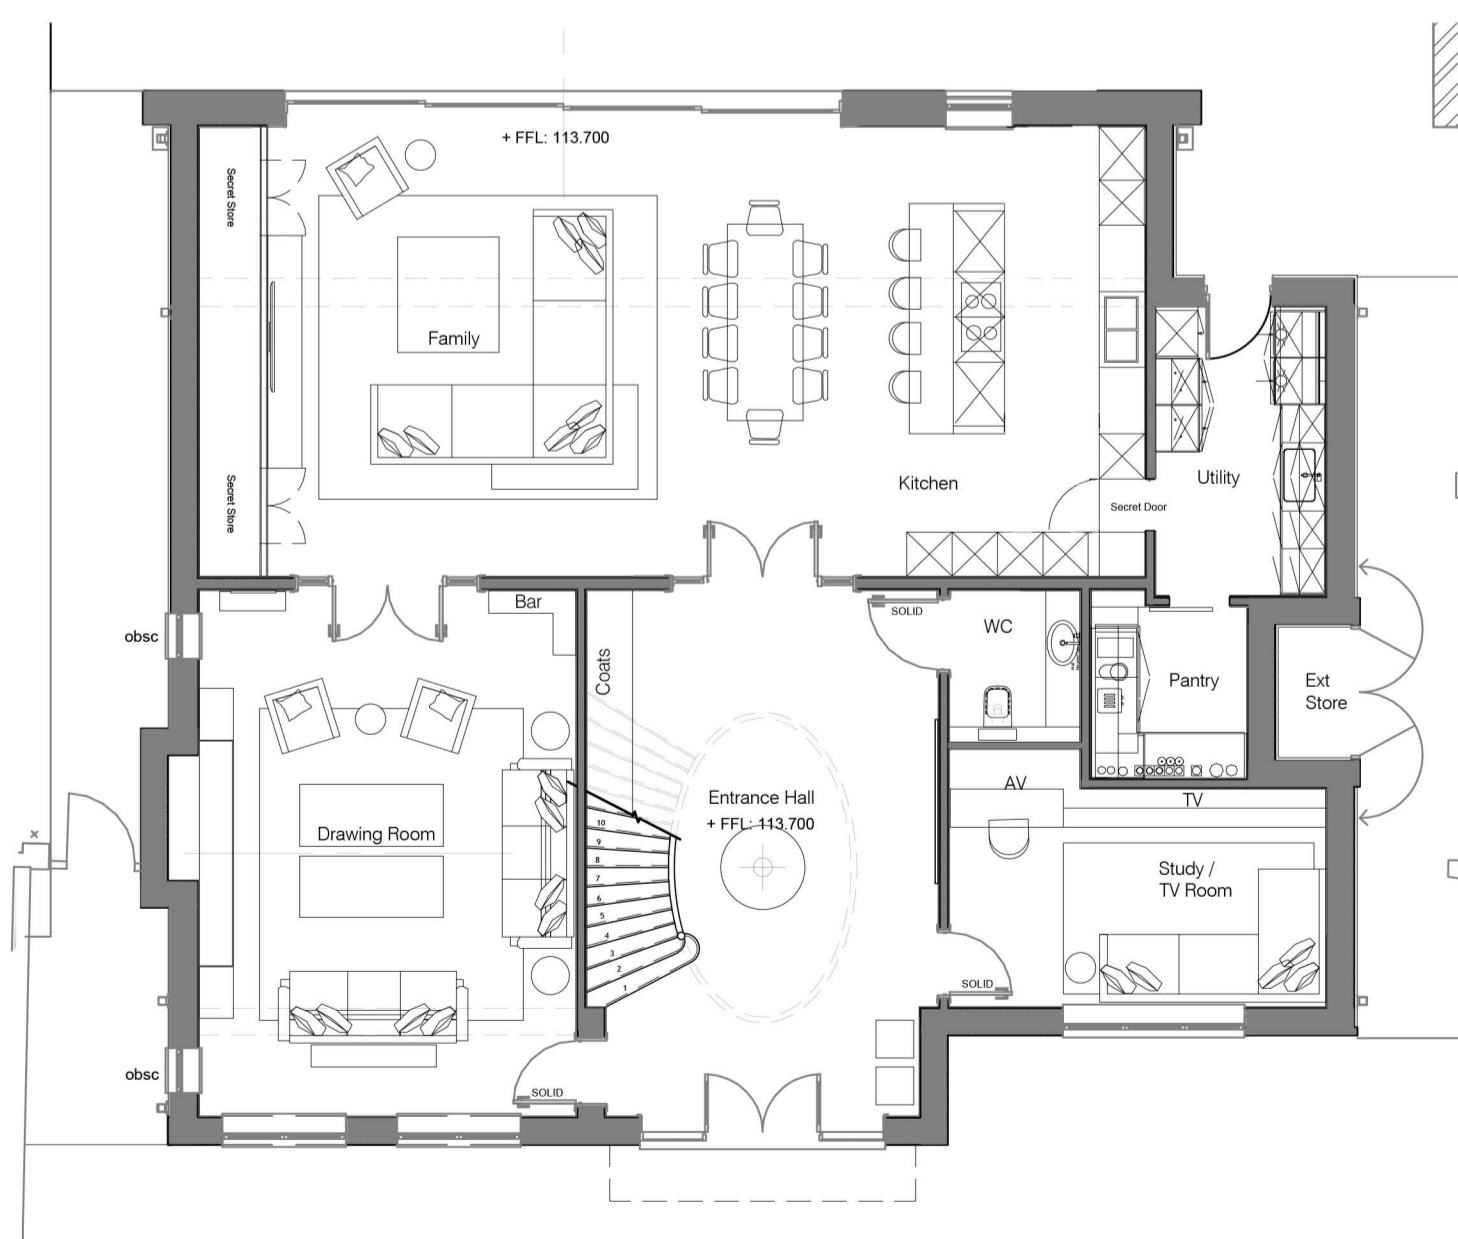 + FFL: 113.700
Secret Store
Family
Secret Store
Kitchen
Utility
Secret Door
Bar
obsc
Coats
SOLID
WC
Pantry
Ext
Store
Entrance Hall
+ FFL: 113.700
AV
TV
Drawing Room
Study /
TV Room
10
9
8
7
6
5
4
3
2
1
SOLID
obsc
SOLID